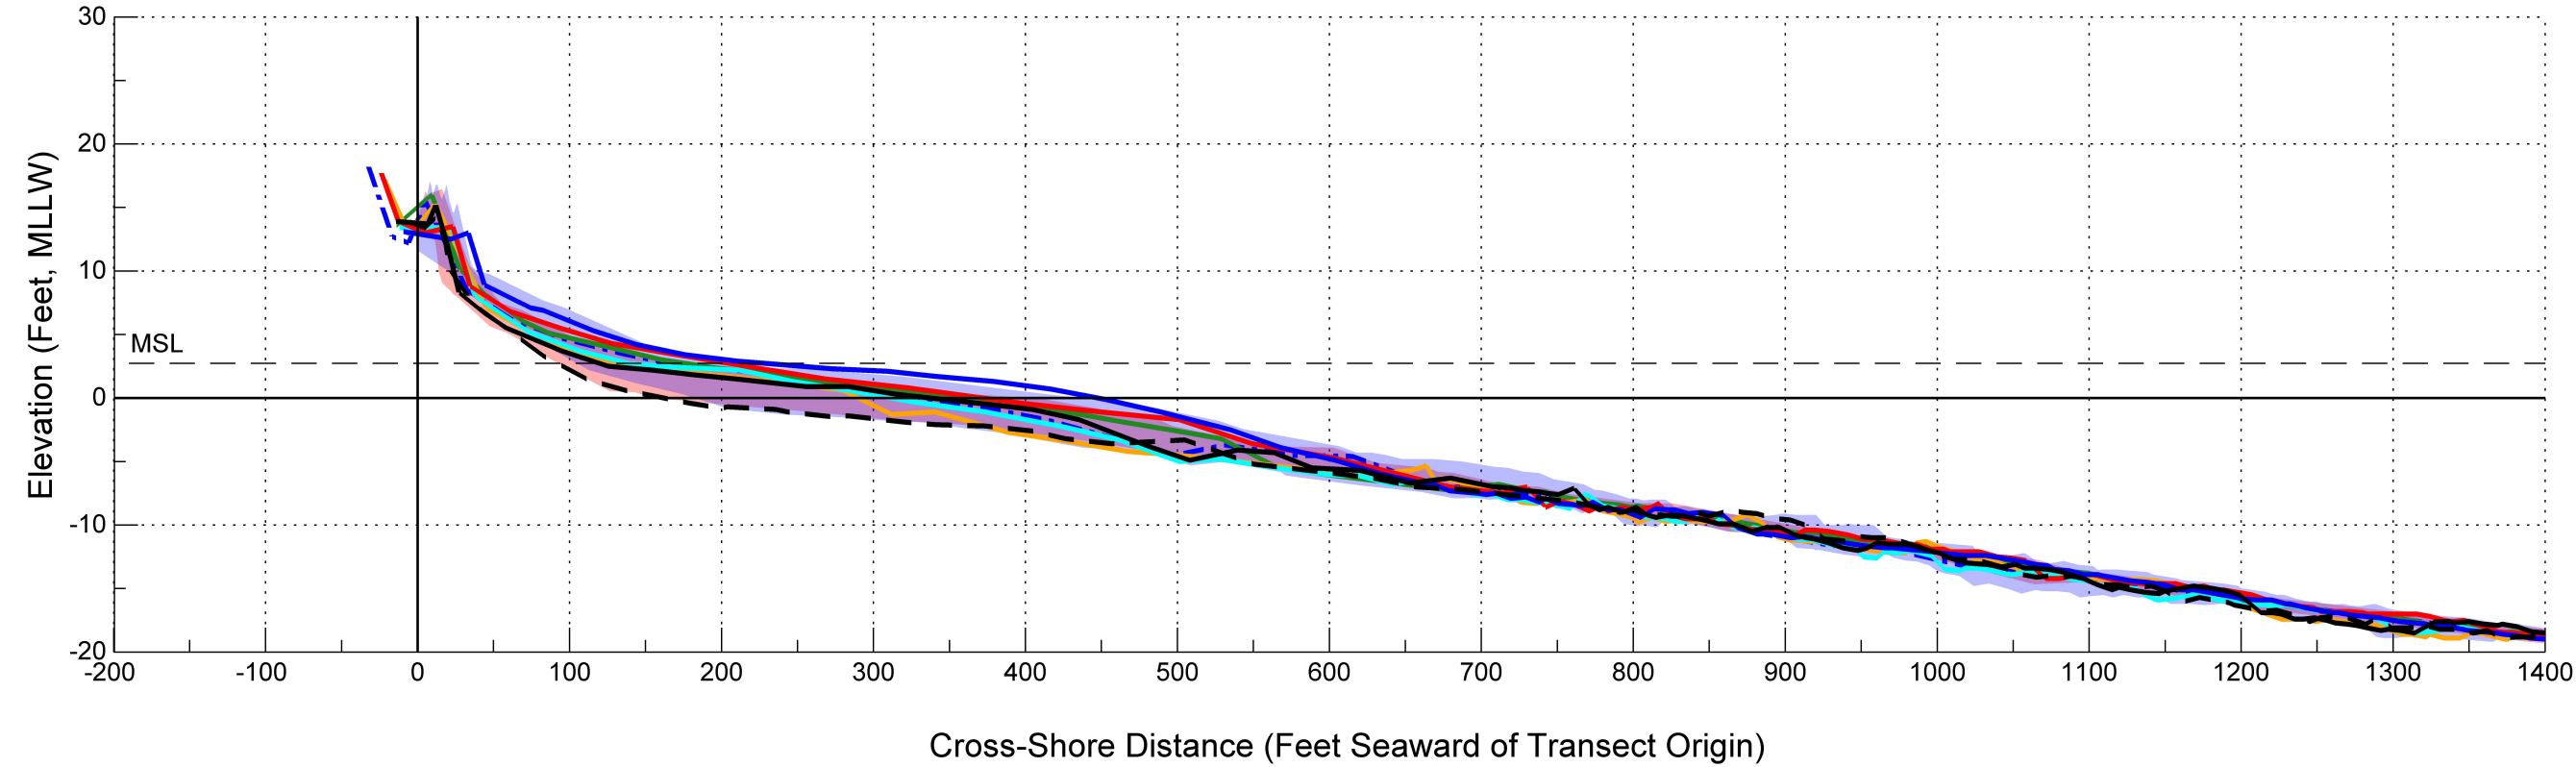 30
20
10
0
-10
-20
Elevation (Feet, MLLW)
MSL
-200 -100 0 100 200 300 400 500 600 700 800 900 1000 1100 1200 1300 1400
Cross-Shore Distance (Feet Seaward of Transect Origin)